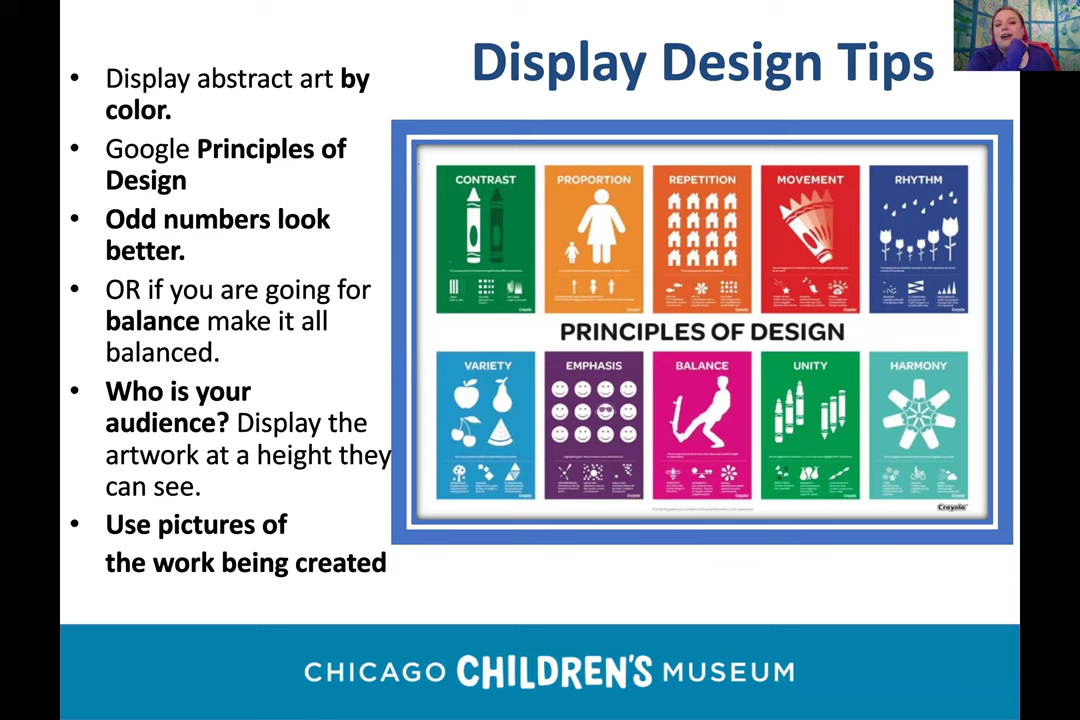 Display Design Tips
• Display abstract art by
color.
• Google Principles of
Design
• Odd numbers look
better.
• OR if you are going for
balance make it all
balanced.
• Who is your
audience? Display the
artwork at a height they
can see.
• Use pictures of
the work being created
CONTRAST
PROPORTION
REPETITION
MOVEMENT
RHYTHM
PRINCIPLES OF DESIGN
VARIETY
EMPHASIS
BALANCE
UNITY
HARMONY
Crayola
CHICAGO CHILDREN'S MUSEUM